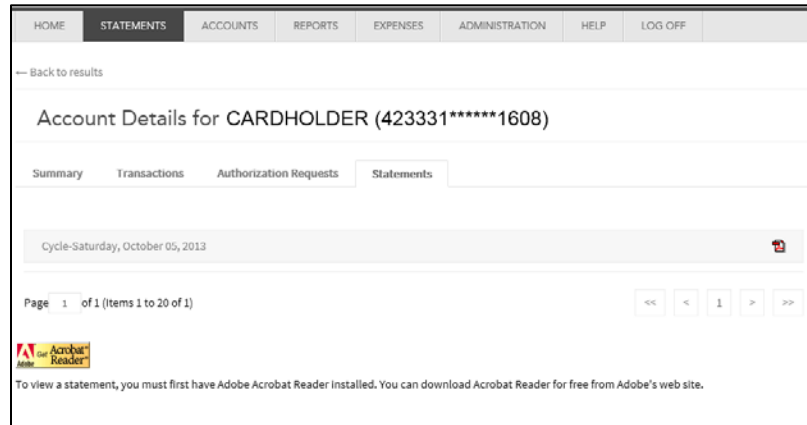 HOME STATEMENTS ACCOUNTS REPORTS EXPENSES ADMINISTRATION HELP LOG OFF
← Back to results
Account Details for CARDHOLDER (423331******1608)
Summary Transactions Authorization Requests Statements
Cycle-Saturday, October 05, 2013
Page 1 of 1 (Items 1 to 20 of 1) << < 1 > >>
Get Acrobat Reader
Adobe
To view a statement, you must first have Adobe Acrobat Reader installed. You can download Acrobat Reader for free from Adobe's web site.